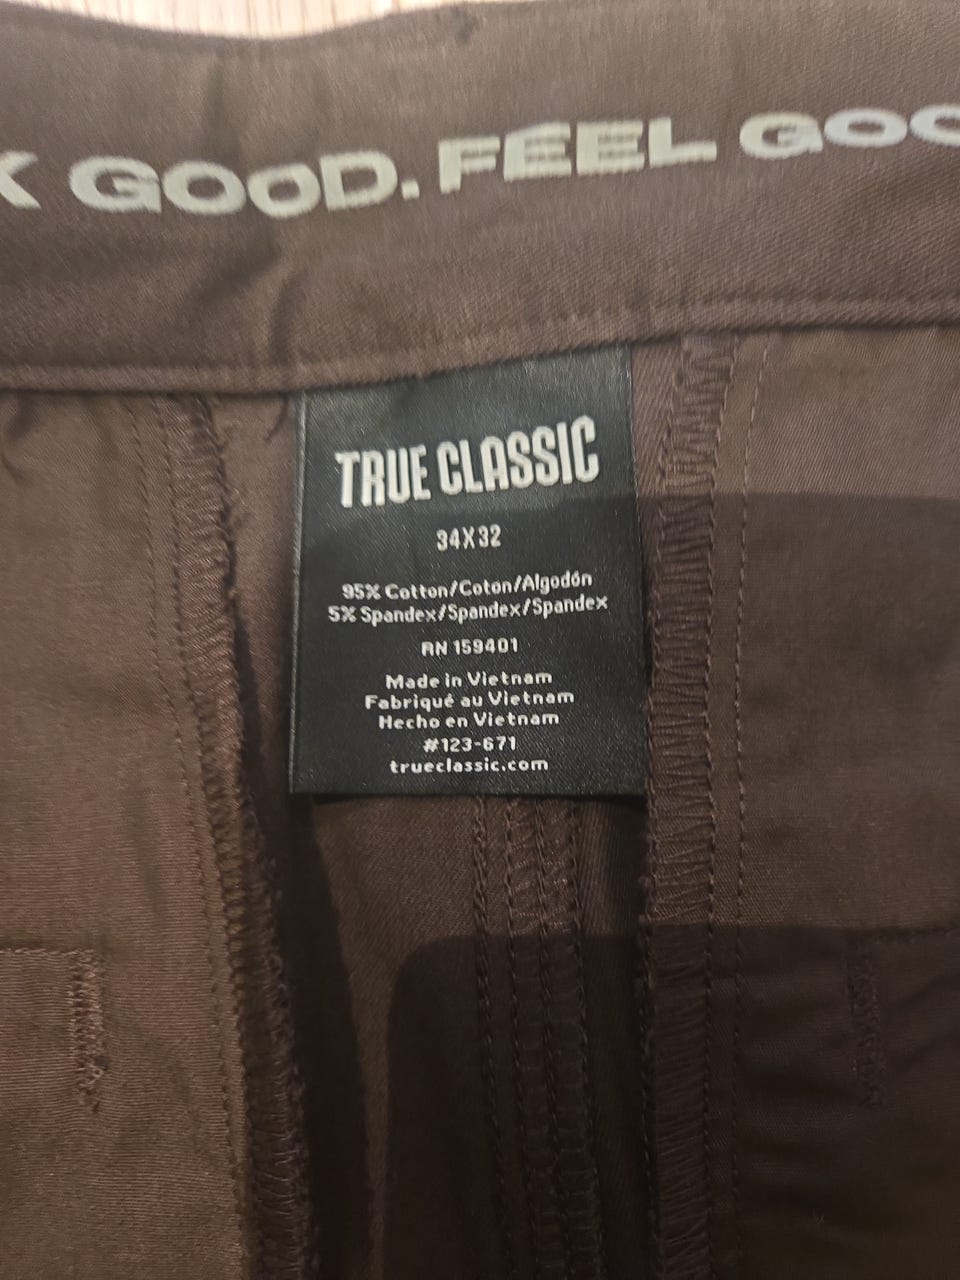 K GOOD. FEEL GOO
TRUE CLASSIC
34X32
95% Cotton/Coton/Algodón
5% Spandex/Spandex/Spandex
RN 159401
Made in Vietnam
Fabriqué au Vietnam
Hecho en Vietnam
#123-671
trueclassic.com